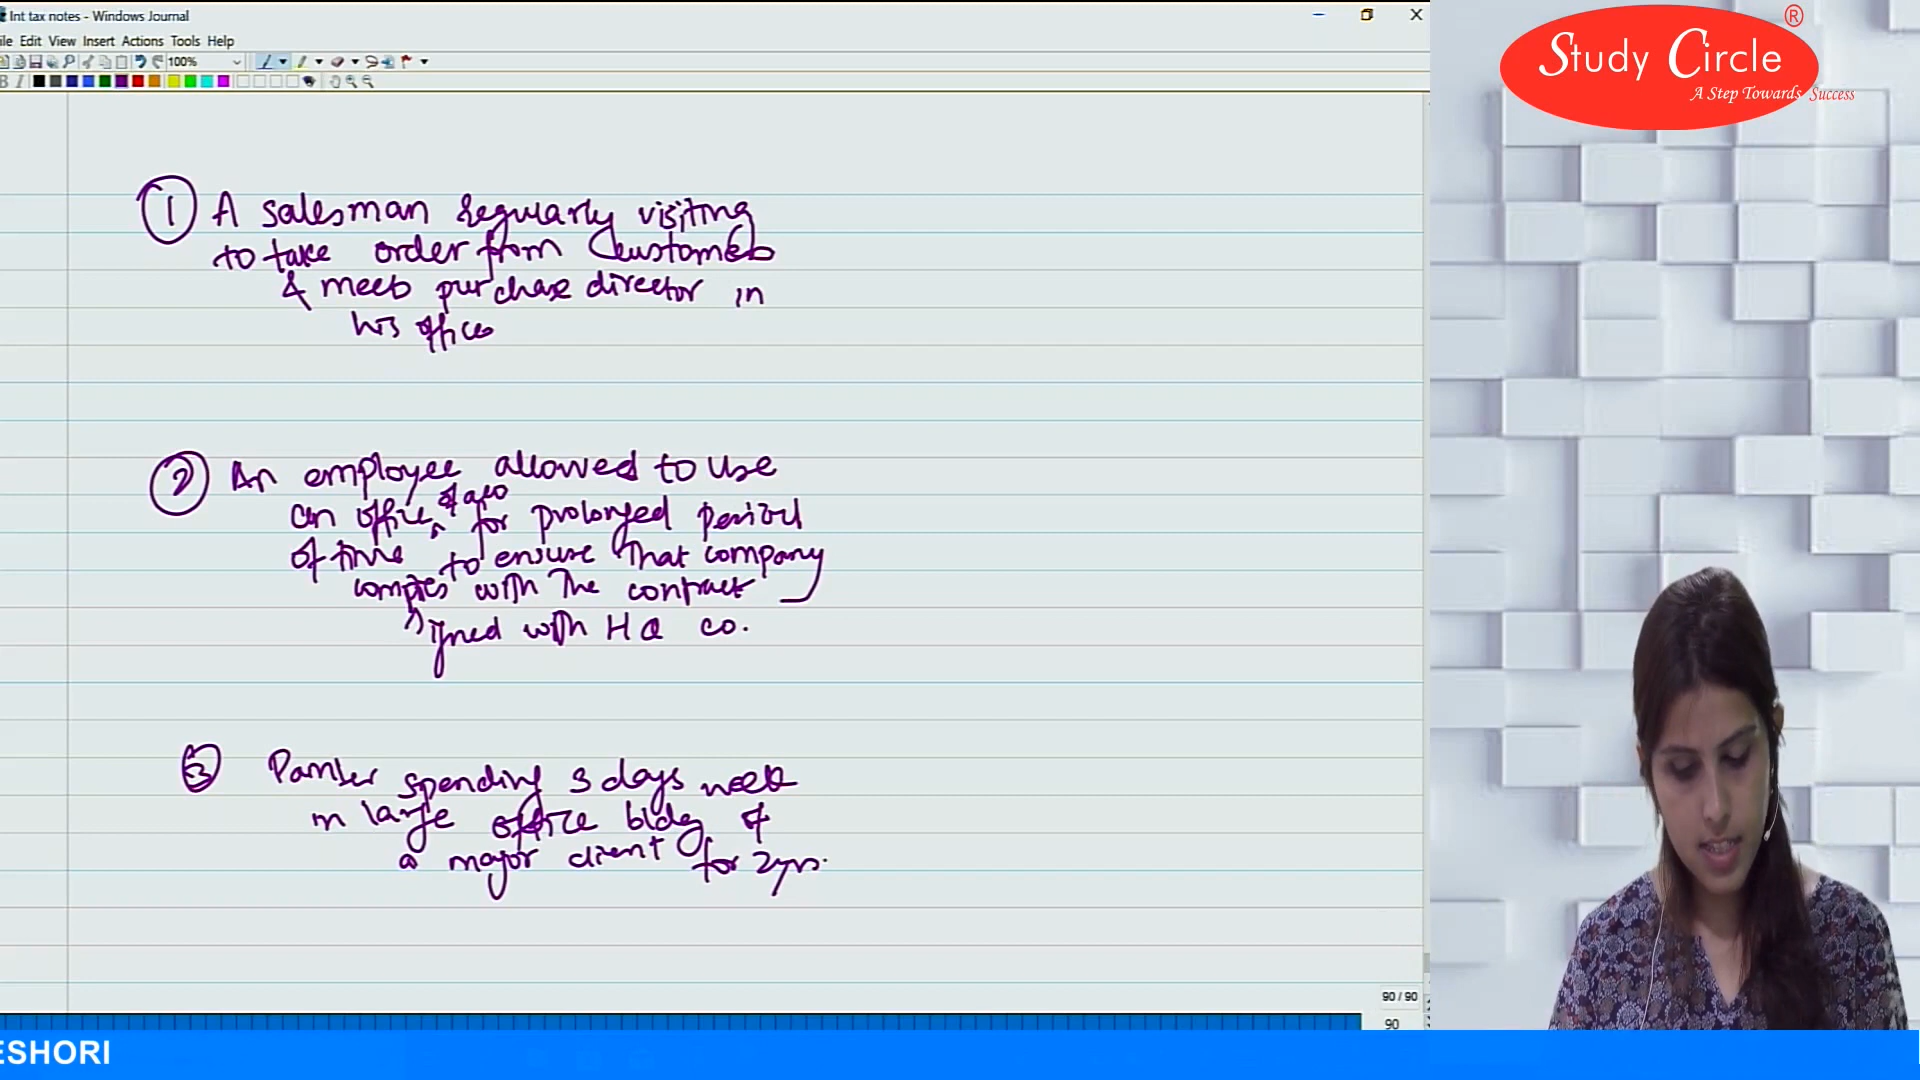 Int tax notes - Windows Journal
ile Edit View Insert Actions Tools Help
100%
B I
① A salesman regularly visiting
to take order from Customers
& meets purchase director in
his office
② An employee allowed to use
an office of a co for prolonged period
of time to ensure that company
complies with the contract
signed with HQ co.
③ Painter spending 3 days week
in large office bldg of
a major client for 2yrs.
90 / 90
90
Study Circle ®
A Step Towards Success
ESHORI